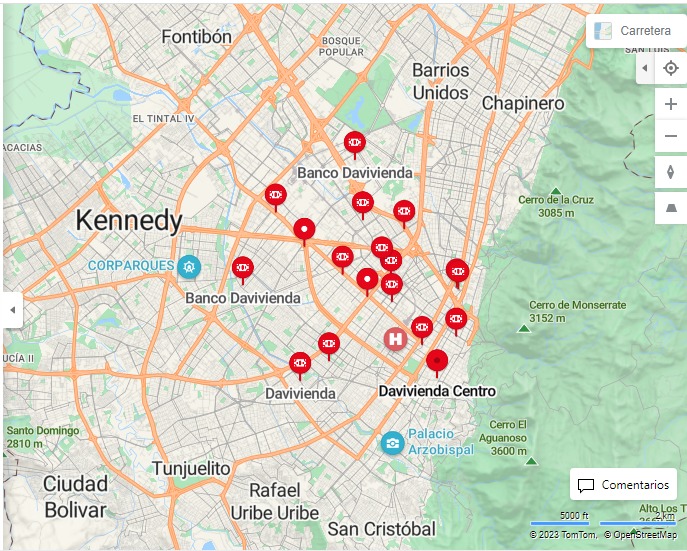 Fontibón
BOSQUE
POPULAR
Carretera
SAN LUIS
Barrios
Unidos
Chapinero
EL TINTAL IV
ACACIAS
Banco Davivienda
Cerro de la Cruz
3085 m
Kennedy
CORPARQUES
Banco Davivienda
Cerro de Monserrate
3152 m
H
UCÍA II
Davivienda
Davivienda Centro
Santo Domingo
2810 m
Palacio
Arzobispal
Cerro El
Aguanoso
3600 m
Tunjuelito
Ciudad
Bolivar
Rafael
Uribe Uribe
Comentarios
San Cristóbal
Alto Los T
5000 ft
2 km
© 2023 TomTom, © OpenStreetMap